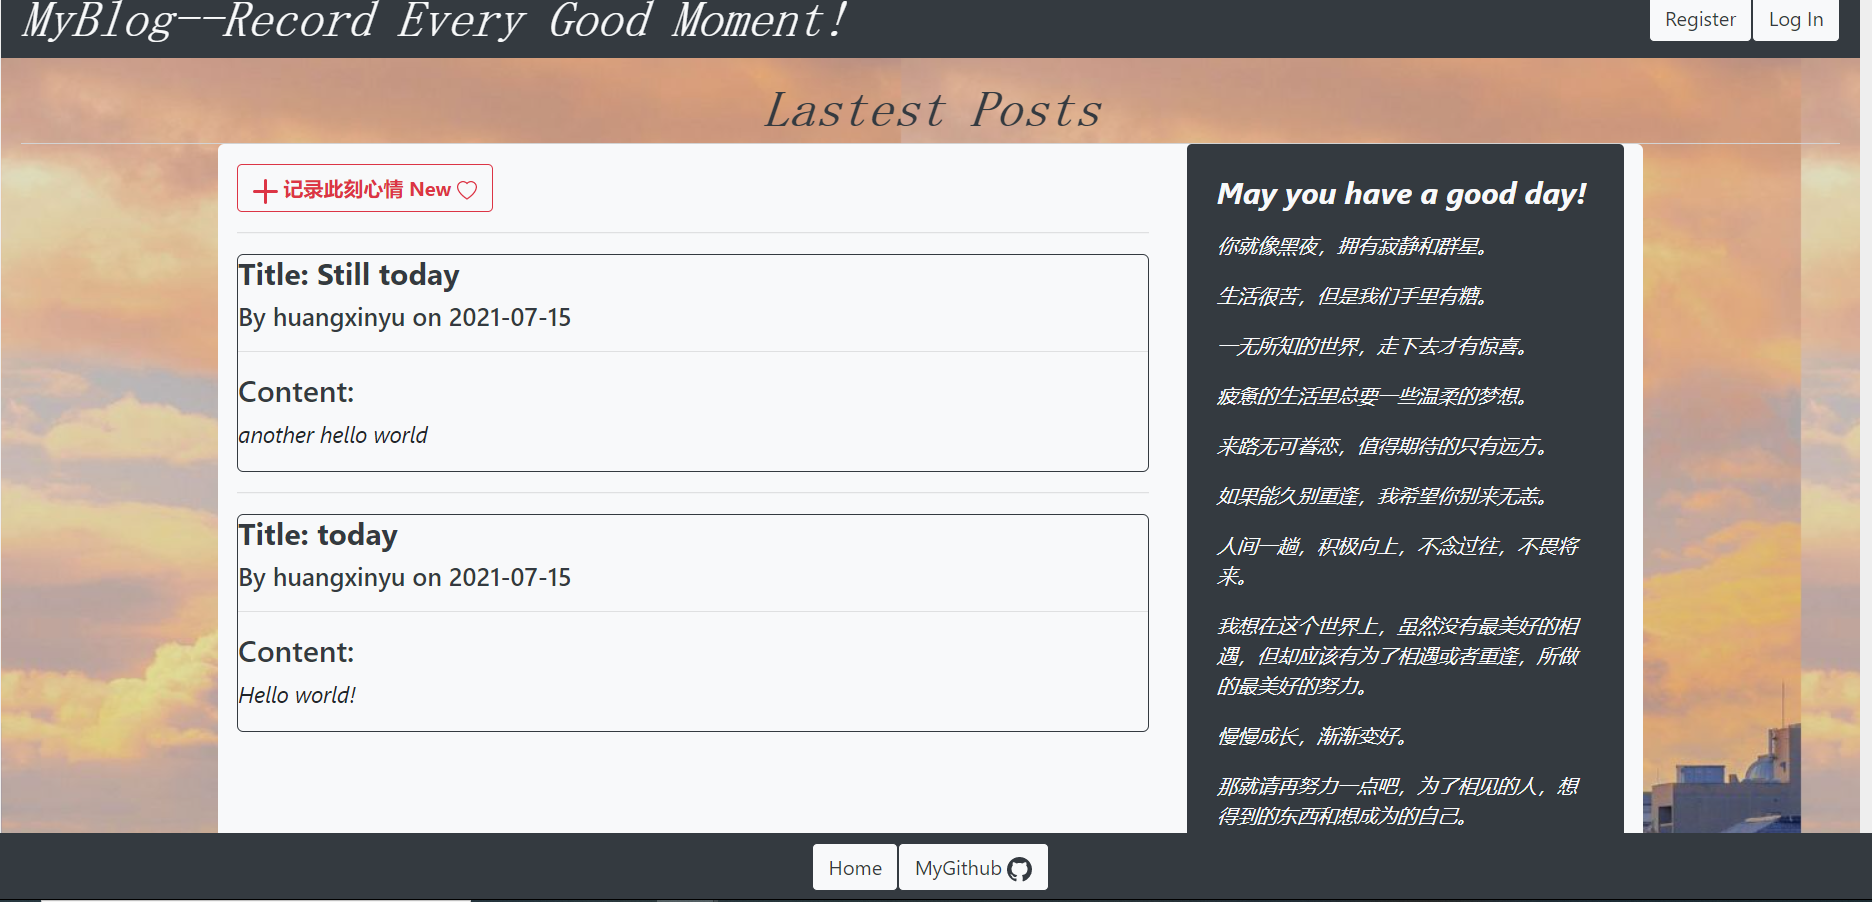 MyBlog--Record Every Good Moment!
Register
Log In
Lastest Posts
记录此刻心情 New
Title: Still today
By huangxinyu on 2021-07-15
Content:
another hello world
Title: today
By huangxinyu on 2021-07-15
Content:
Hello world!
May you have a good day!
你就像黑夜，拥有寂静和群星。
生活很苦，但是我们手里有糖。
一无所知的世界，走下去才有惊喜。
疲惫的生活里总要一些温柔的梦想。
来路无可眷恋，值得期待的只有远方。
如果能久别重逢，我希望你别来无恙。
人间一趟，积极向上，不念过往，不畏将
来。
我想在这个世界上，虽然没有最美好的相
遇，但却应该有为了相遇或者重逢，所做
的最美好的努力。
慢慢成长，渐渐变好。
那就请再努力一点吧，为了相见的人，想
得到的东西和想成为的自己。
Home
MyGithub